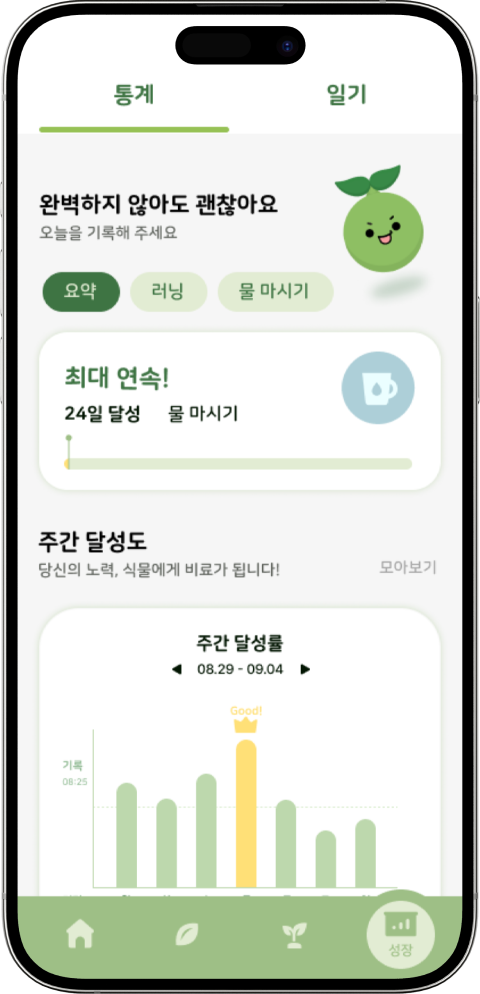 통계 일기
완벽하지 않아도 괜찮아요
오늘을 기록해 주세요
요약 러닝 물 마시기
최대 연속!
24일 달성 물 마시기
주간 달성도
당신의 노력, 식물에게 비료가 됩니다!
모아보기
주간 달성률
08.29 - 09.04
Good!
기록
08:25
성장